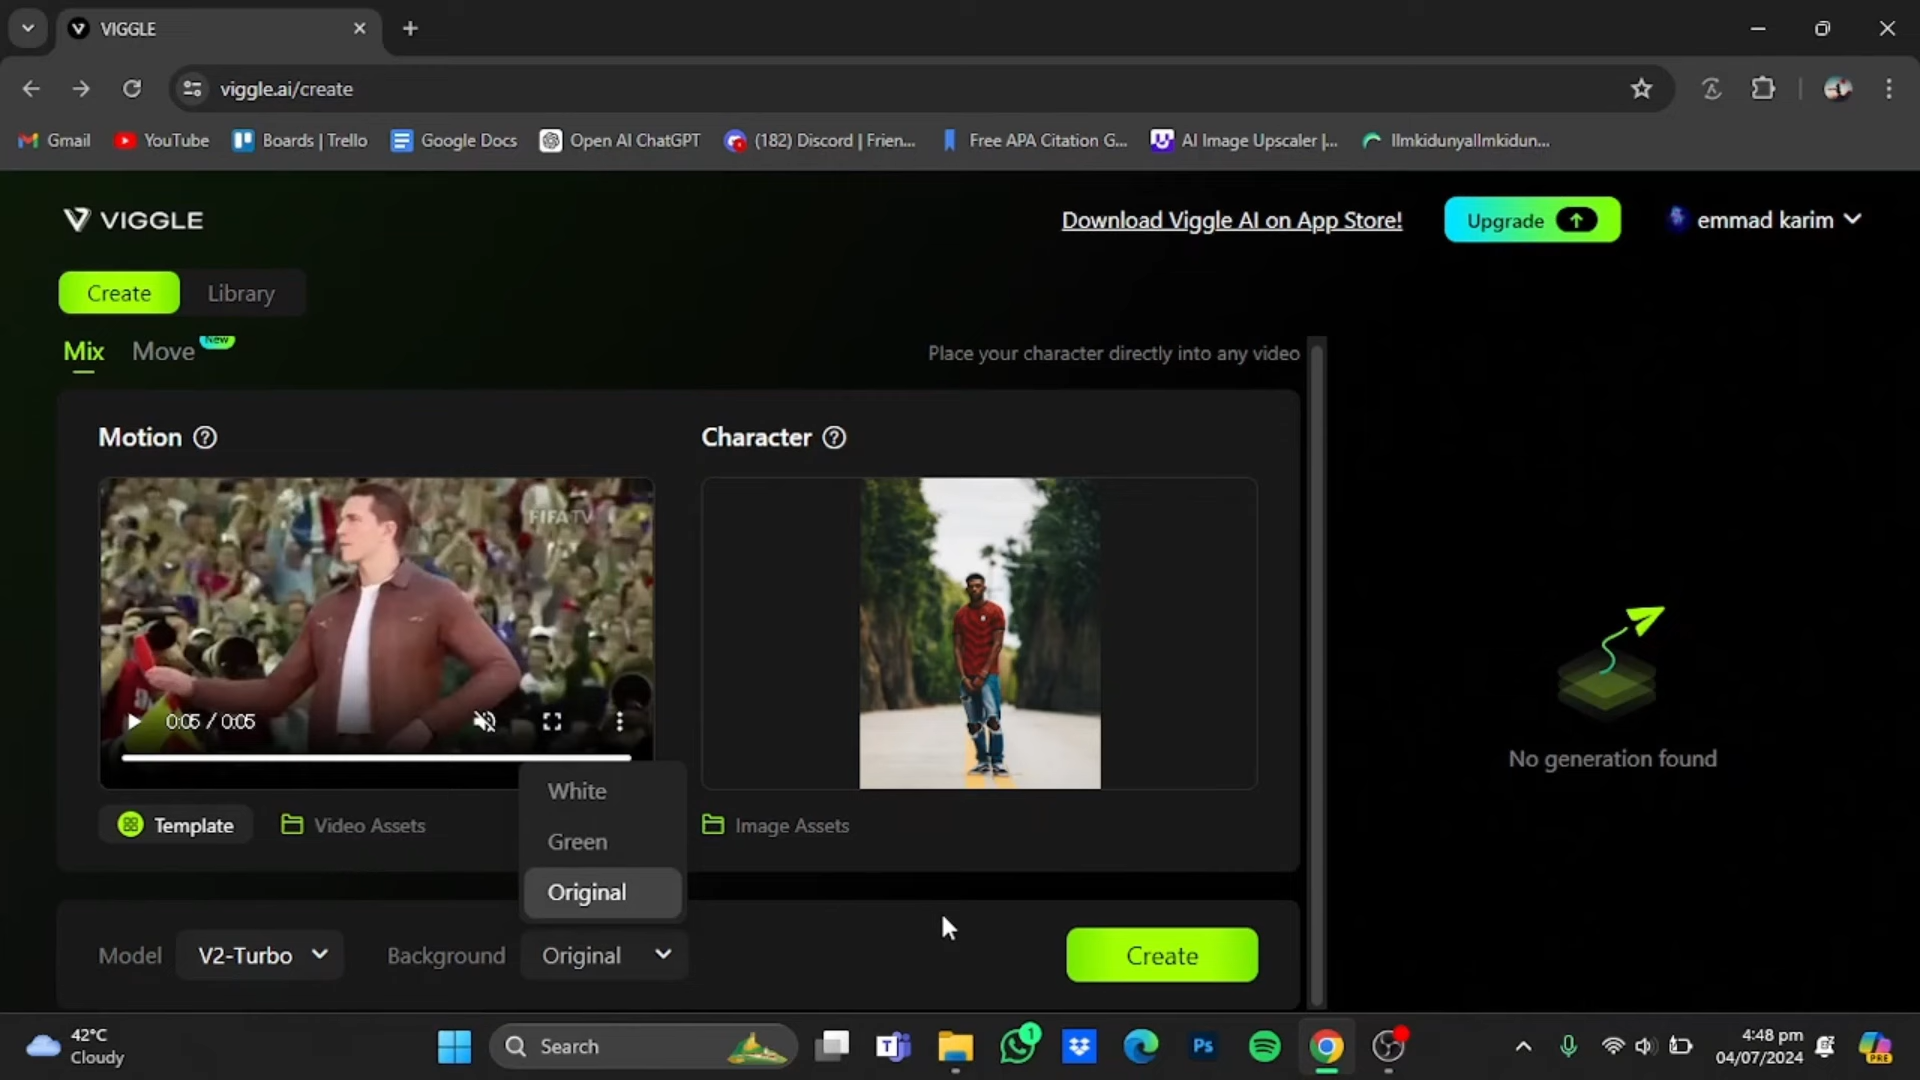 VIGGLE
viggle.ai/create
Gmail
YouTube
Boards | Trello
Google Docs
Open AI ChatGPT
(182) Discord | Frien...
Free APA Citation G...
AI Image Upscaler |...
Ilmkidunyallmkidun...
VIGGLE
Download Viggle AI on App Store!
Upgrade
emmad karim
Create
Library
Mix
Move
New
Place your character directly into any video
Motion
Character
FIFA TV
0:05 / 0:05
White
Green
Original
Template
Video Assets
Image Assets
Model
V2-Turbo
Background
Original
Create
No generation found
42°C
Cloudy
Search
T
1
Ps
4:48 pm
04/07/2024
PRE